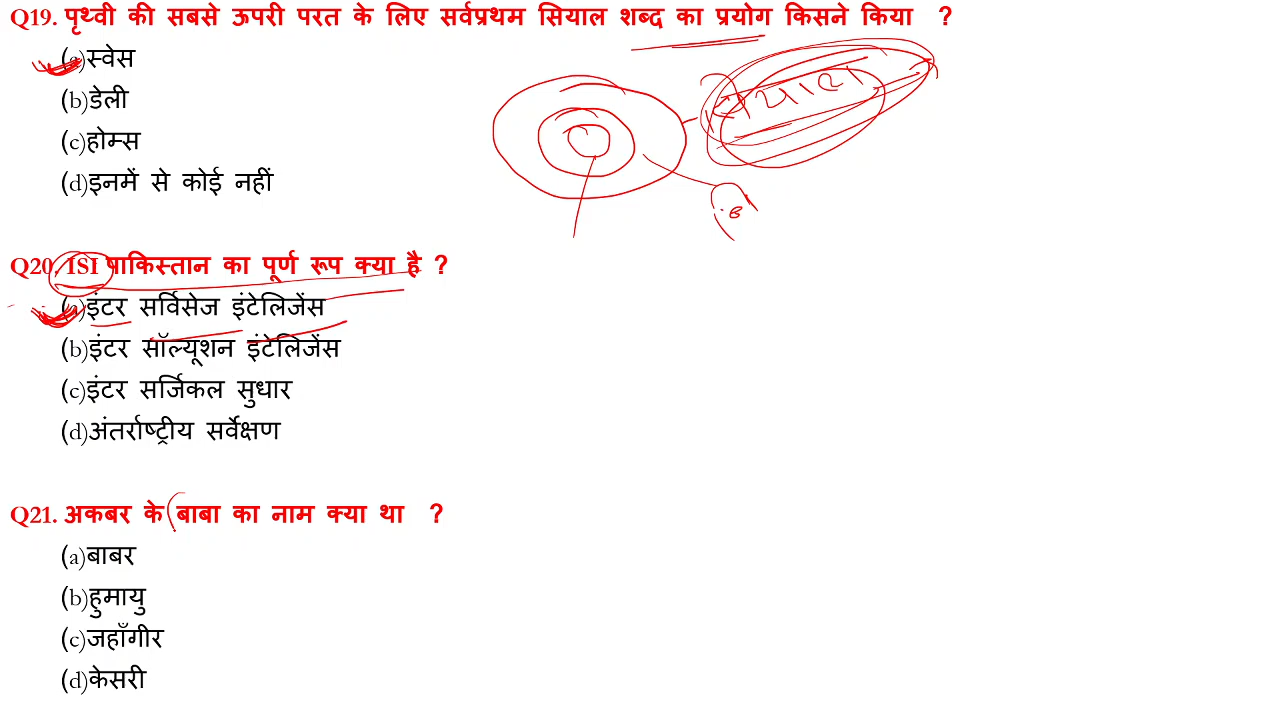 Q19. पृथ्वी की सबसे ऊपरी परत के लिए सर्वप्रथम सियाल शब्द का प्रयोग किसने किया ?
(a)स्वेस
(b)डेली
(c)होम्स
(d)इनमें से कोई नहीं
Q20. ISI पाकिस्तान का पूर्ण रूप क्या है ?
(a)इंटर सर्विसेज इंटेलिजेंस
(b)इंटर सॉल्यूशन इंटेलिजेंस
(c)इंटर सर्जिकल सुधार
(d)अंतर्राष्ट्रीय सर्वेक्षण
Q21. अकबर के बाबा का नाम क्या था ?
(a)बाबर
(b)हुमायु
(c)जहाँगीर
(d)केसरी